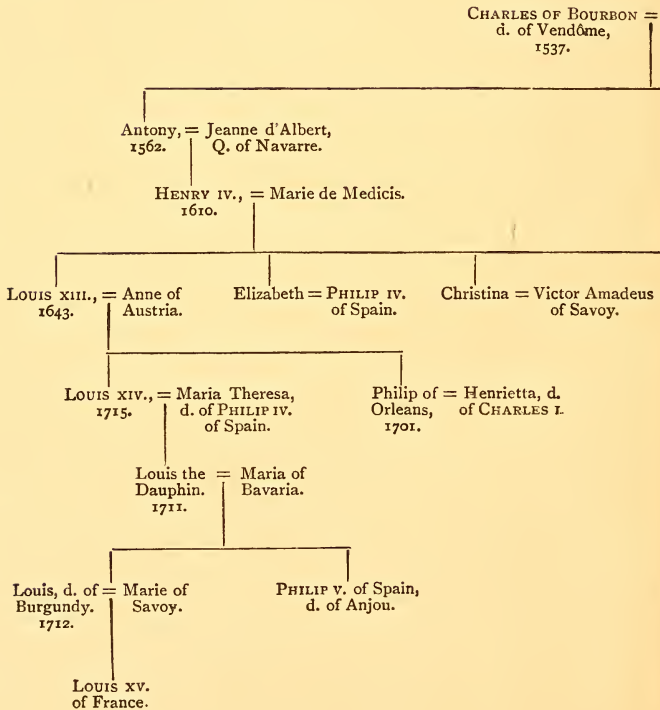 CHARLES OF BOURBON =
d. of Vendôme,
1537.
Antony, = Jeanne d'Albert,
1562. Q. of Navarre.
HENRY IV., = Marie de Medicis.
1610.
LOUIS XIII., = Anne of Elizabeth = PHILIP IV. Christina = Victor Amadeus
1643. Austria. of Spain. of Savoy.
LOUIS XIV., = Maria Theresa, Philip of = Henrietta, d.
1715. d. of PHILIP IV. Orleans, of CHARLES I.
of Spain. 1701.
Louis the = Maria of
Dauphin. Bavaria.
1711.
Louis, d. of = Marie of PHILIP V. of Spain,
Burgundy. Savoy. d. of Anjou.
1712.
LOUIS XV.
of France.